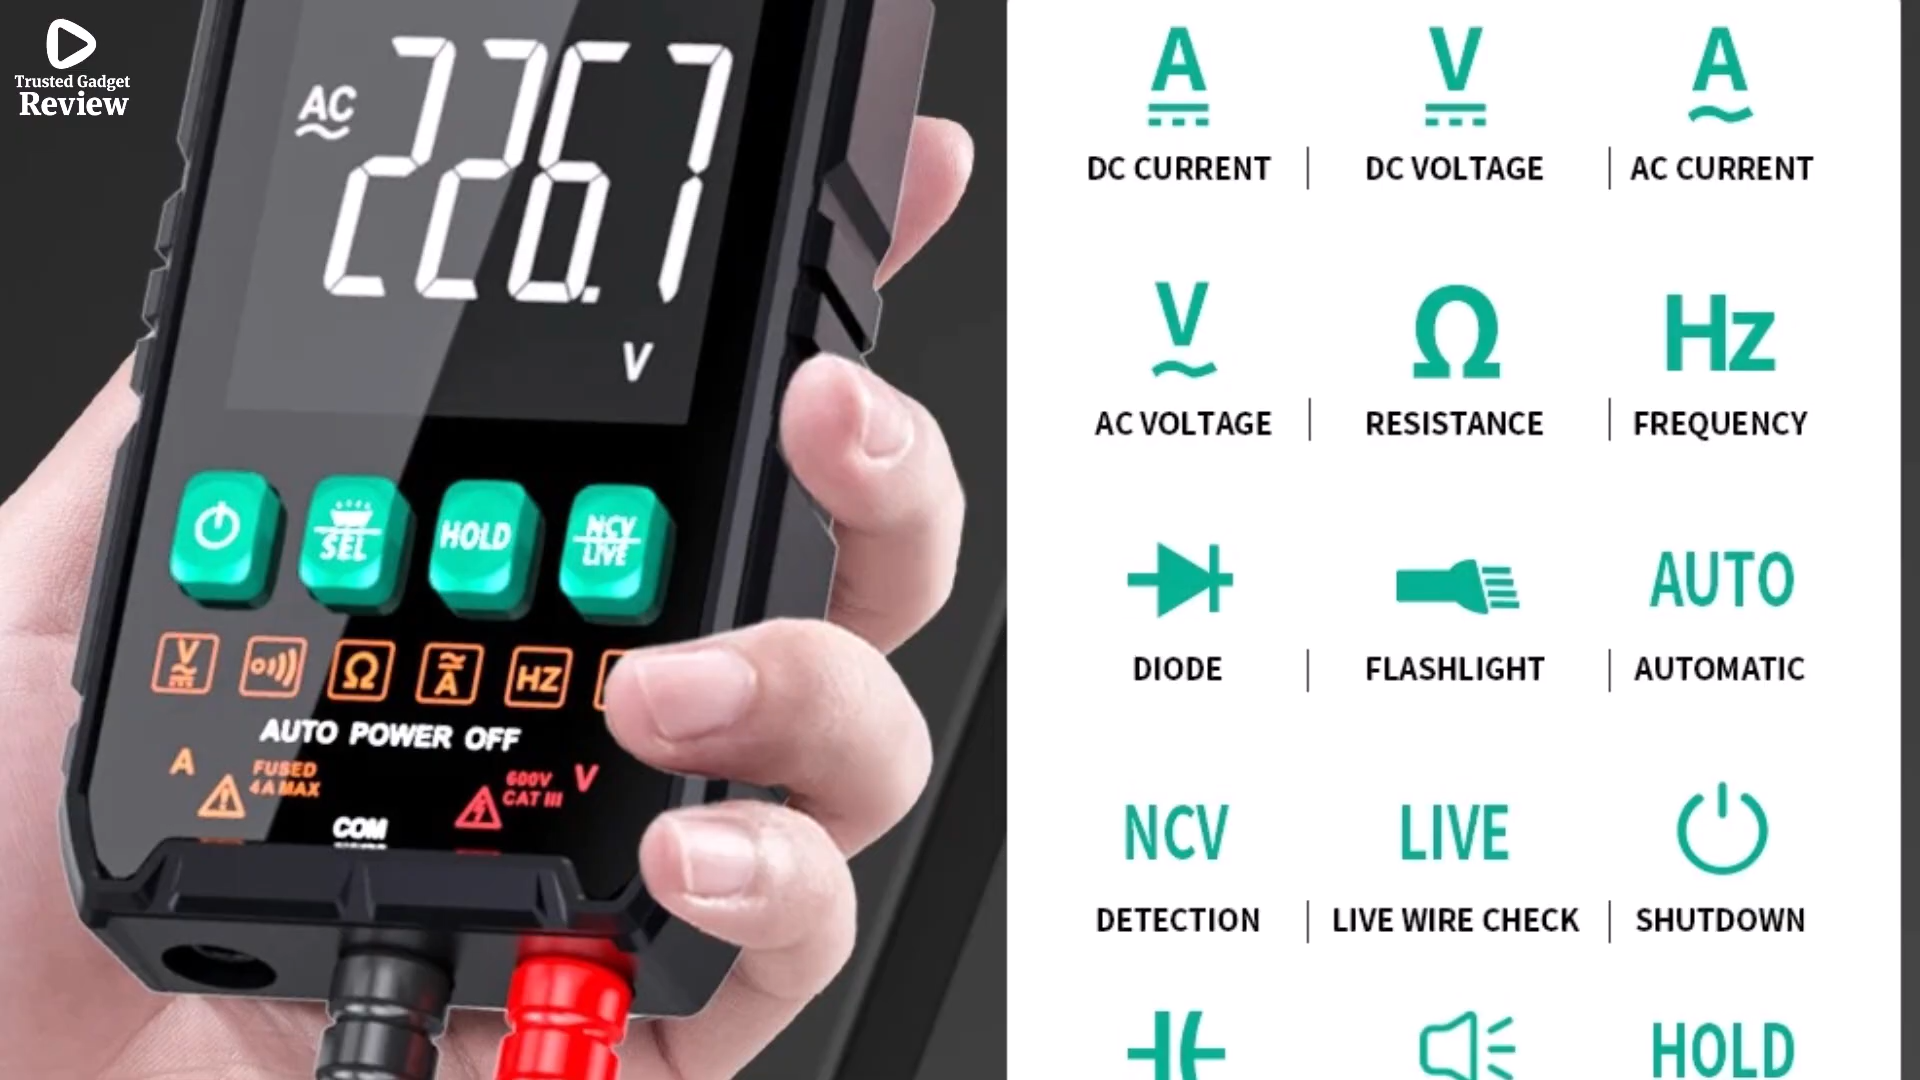 Trusted Gadget
Review
AC
226.7
V
SEL
HOLD
NCV
LIVE
V
Ω
A
HZ
AUTO POWER OFF
A
FUSED
4A MAX
600V
CAT III
V
COM
A
DC CURRENT
V
DC VOLTAGE
A
AC CURRENT
V
AC VOLTAGE
Ω
RESISTANCE
Hz
FREQUENCY
DIODE
FLASHLIGHT
AUTO
AUTOMATIC
NCV
DETECTION
LIVE
LIVE WIRE CHECK
SHUTDOWN
HOLD